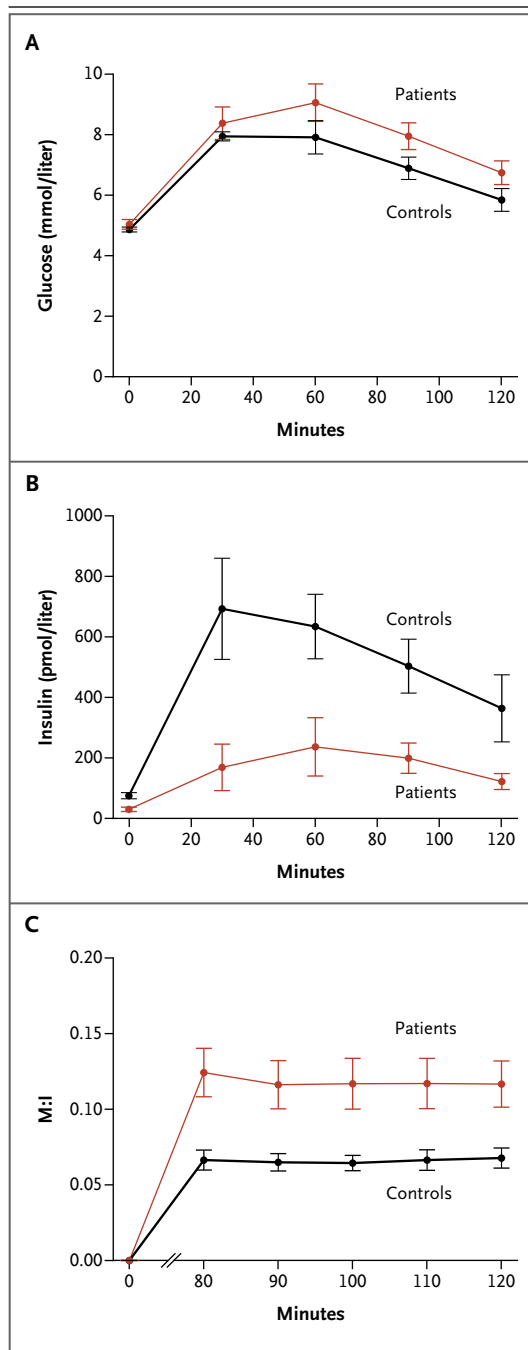 A
10
8
6
4
2
0
Glucose (mmol/liter)
Patients
Controls
0 20 40 60 80 100 120
Minutes
B
1000
800
600
400
200
0
Insulin (pmol/liter)
Controls
Patients
0 20 40 60 80 100 120
Minutes
C
0.20
0.15
0.10
0.05
0.00
M:I
Patients
Controls
0 80 90 100 110 120
Minutes